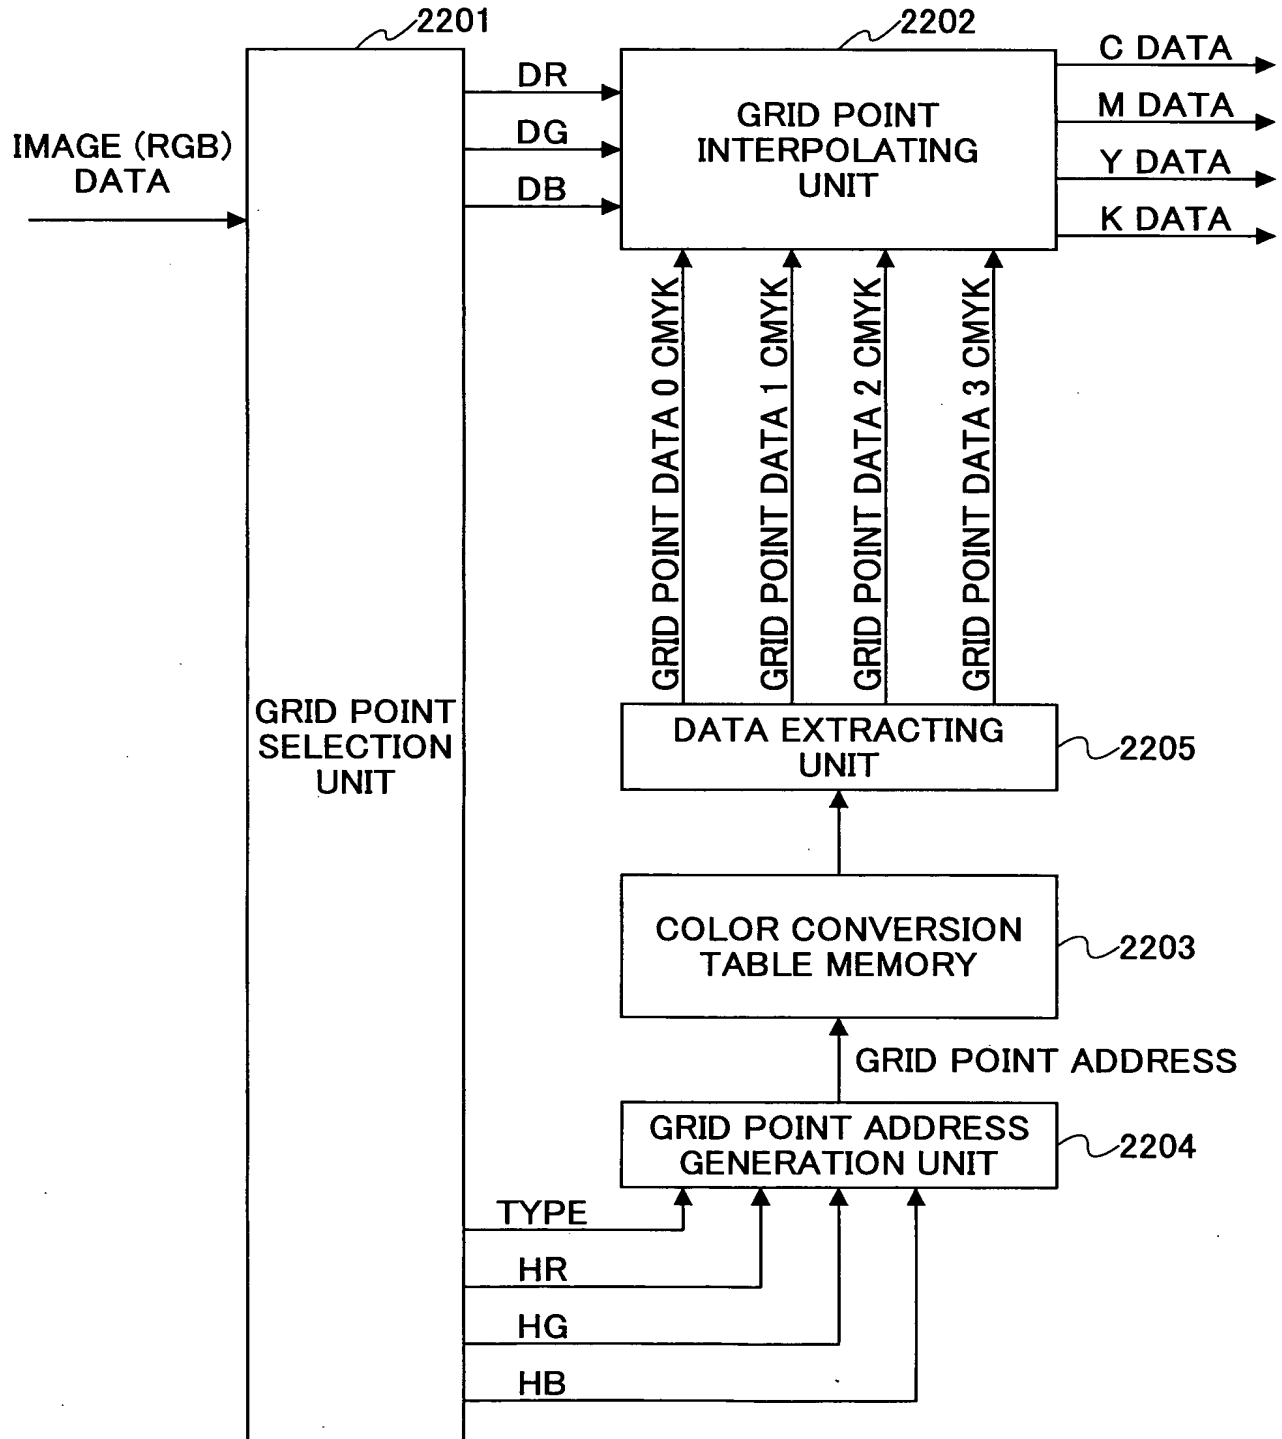 2201
2202
IMAGE (RGB)
DATA
DR
DG
DB
GRID POINT
INTERPOLATING
UNIT
C DATA
M DATA
Y DATA
K DATA
GRID POINT DATA 0 CMYK
GRID POINT DATA 1 CMYK
GRID POINT DATA 2 CMYK
GRID POINT DATA 3 CMYK
GRID POINT
SELECTION
UNIT
DATA EXTRACTING
UNIT
2205
COLOR CONVERSION
TABLE MEMORY
2203
GRID POINT ADDRESS
GRID POINT ADDRESS
GENERATION UNIT
2204
TYPE
HR
HG
HB